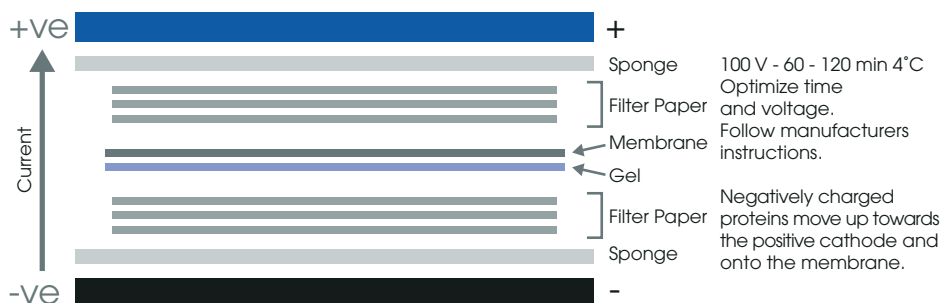 +ve
+
Sponge
100 V - 60 - 120 min 4˚C
Optimize time
and voltage.
Follow manufacturers
instructions.
Filter Paper
Membrane
Gel
Current
Filter Paper
Negatively charged
proteins move up towards
the positive cathode and
onto the membrane.
Sponge
-ve
-